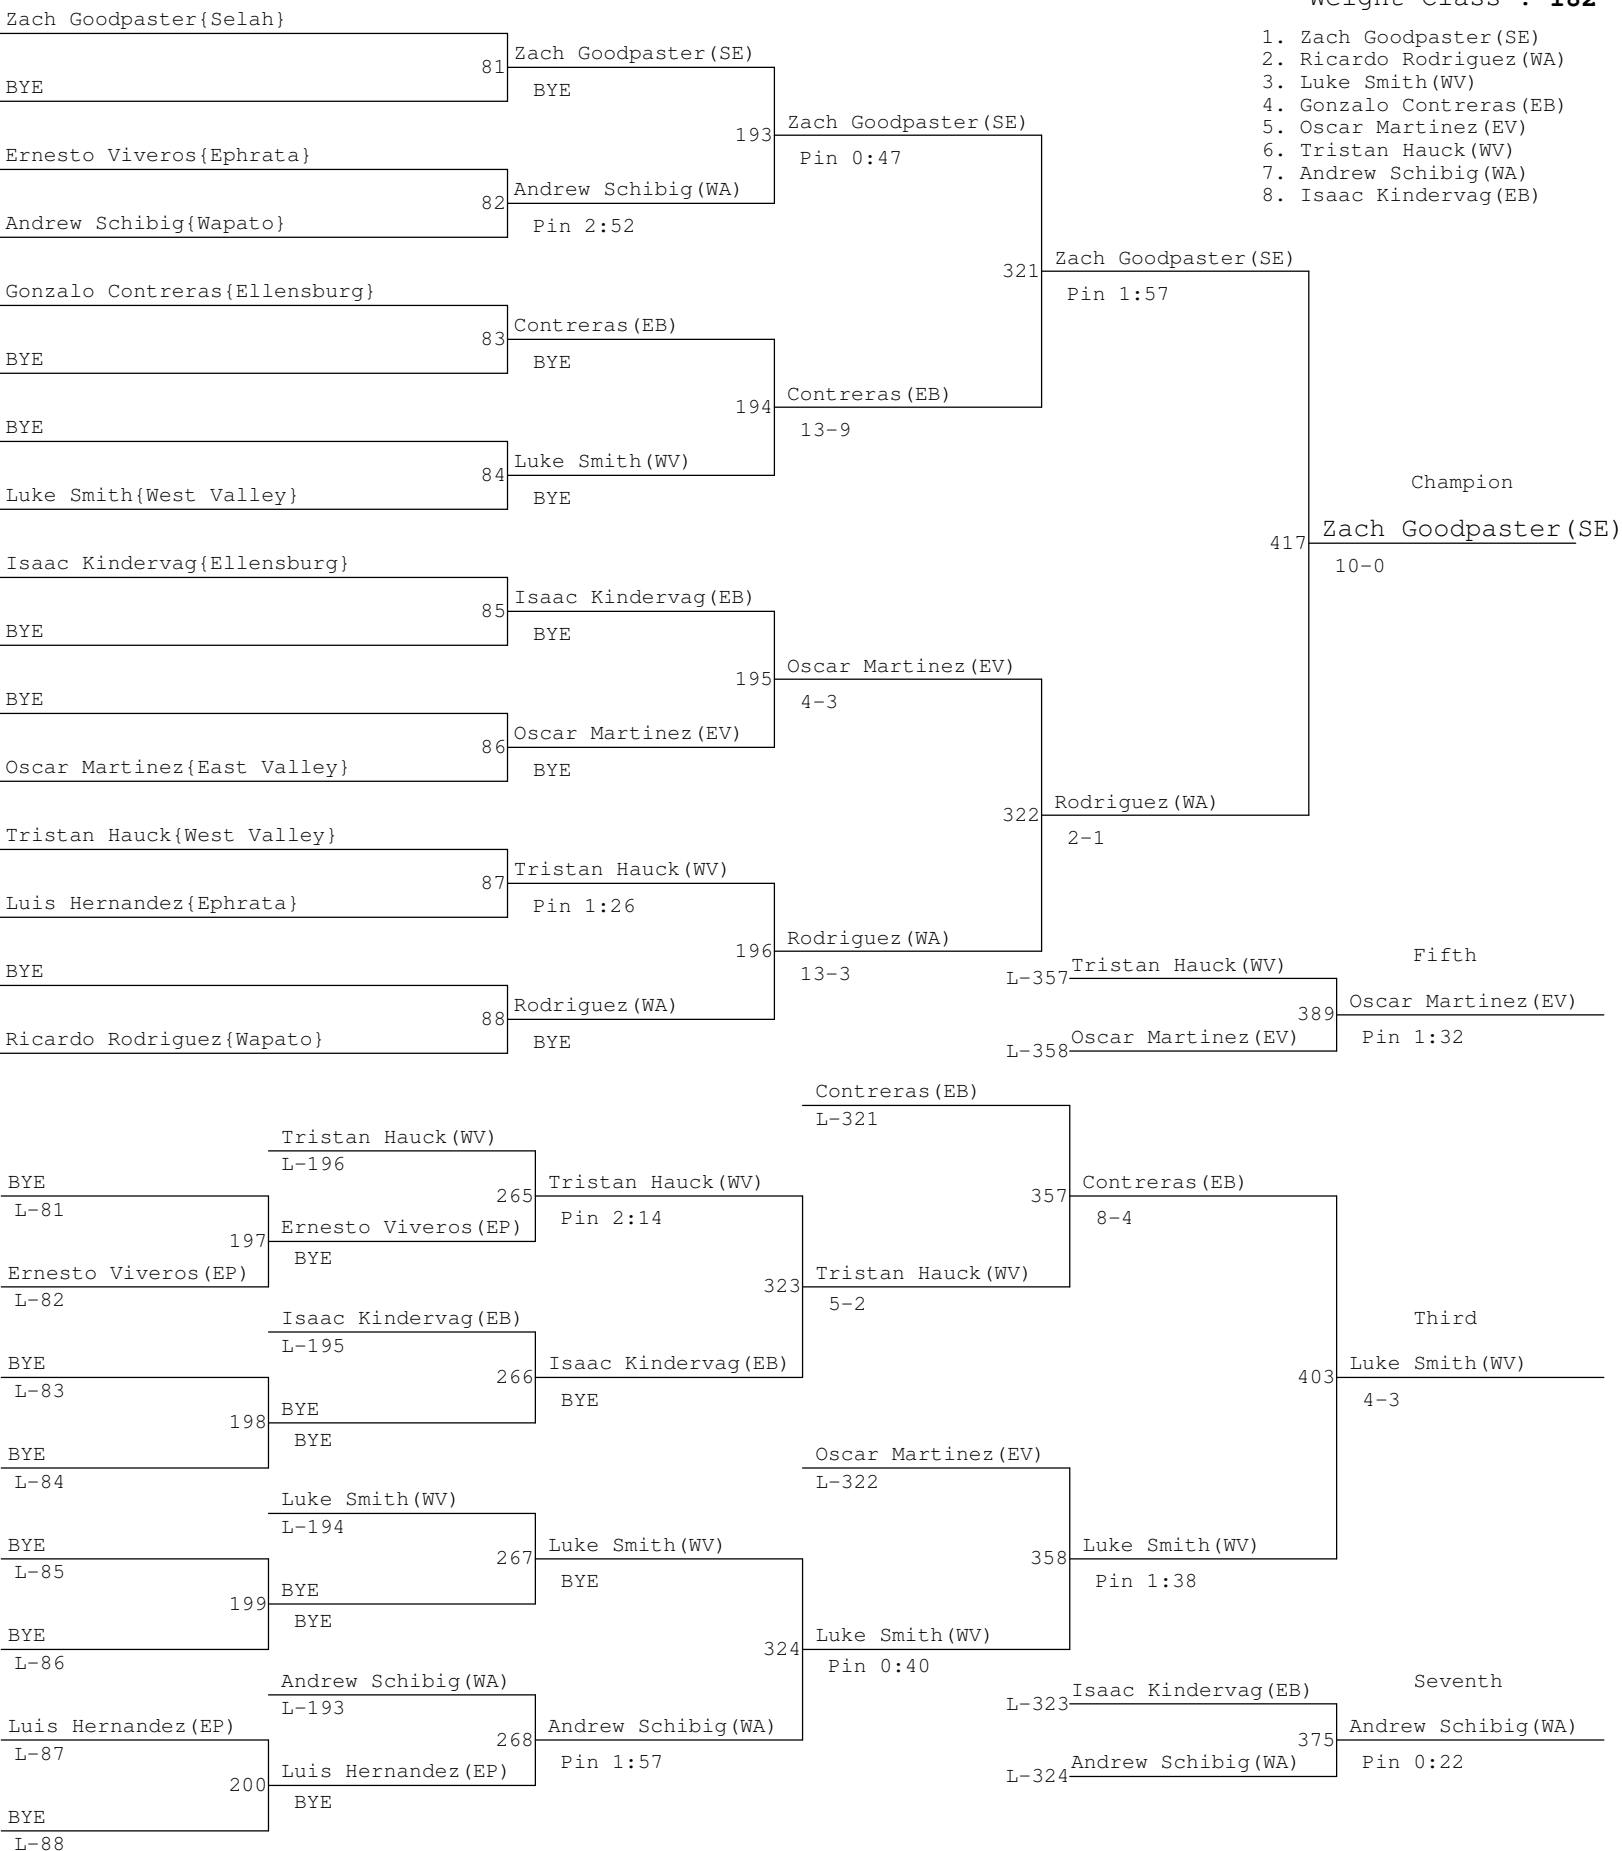 Weight Class : 182
1. Zach Goodpaster(SE)
2. Ricardo Rodriguez(WA)
3. Luke Smith(WV)
4. Gonzalo Contreras(EB)
5. Oscar Martinez(EV)
6. Tristan Hauck(WV)
7. Andrew Schibig(WA)
8. Isaac Kindervag(EB)
Zach Goodpaster{Selah}
BYE
Ernesto Viveros{Ephrata}
Andrew Schibig{Wapato}
Gonzalo Contreras{Ellensburg}
BYE
BYE
Luke Smith{West Valley}
Isaac Kindervag{Ellensburg}
BYE
BYE
Oscar Martinez{East Valley}
Tristan Hauck{West Valley}
Luis Hernandez{Ephrata}
BYE
Ricardo Rodriguez{Wapato}
81
Zach Goodpaster(SE)
BYE
82
Andrew Schibig(WA)
Pin 2:52
83
Contreras(EB)
BYE
84
Luke Smith(WV)
BYE
85
Isaac Kindervag(EB)
BYE
86
Oscar Martinez(EV)
BYE
87
Tristan Hauck(WV)
Pin 1:26
88
Rodriguez(WA)
BYE
193
Zach Goodpaster(SE)
Pin 0:47
194
Contreras(EB)
13-9
195
Oscar Martinez(EV)
4-3
196
Rodriguez(WA)
13-3
321
Zach Goodpaster(SE)
Pin 1:57
322
Rodriguez(WA)
2-1
Champion
417
Zach Goodpaster(SE)
10-0
Fifth
L-357
Tristan Hauck(WV)
L-358
Oscar Martinez(EV)
389
Oscar Martinez(EV)
Pin 1:32
BYE
L-81
Ernesto Viveros(EP)
L-82
BYE
L-83
BYE
L-84
BYE
L-85
BYE
L-86
Luis Hernandez(EP)
L-87
BYE
L-88
Tristan Hauck(WV)
L-196
197
Ernesto Viveros(EP)
BYE
Isaac Kindervag(EB)
L-195
198
BYE
BYE
Luke Smith(WV)
L-194
199
BYE
BYE
Andrew Schibig(WA)
L-193
200
Luis Hernandez(EP)
BYE
265
Tristan Hauck(WV)
Pin 2:14
266
Isaac Kindervag(EB)
BYE
267
Luke Smith(WV)
BYE
268
Andrew Schibig(WA)
Pin 1:57
Contreras(EB)
L-321
323
Tristan Hauck(WV)
5-2
Oscar Martinez(EV)
L-322
324
Luke Smith(WV)
Pin 0:40
357
Contreras(EB)
8-4
358
Luke Smith(WV)
Pin 1:38
Third
403
Luke Smith(WV)
4-3
Seventh
L-323
Isaac Kindervag(EB)
L-324
Andrew Schibig(WA)
375
Andrew Schibig(WA)
Pin 0:22